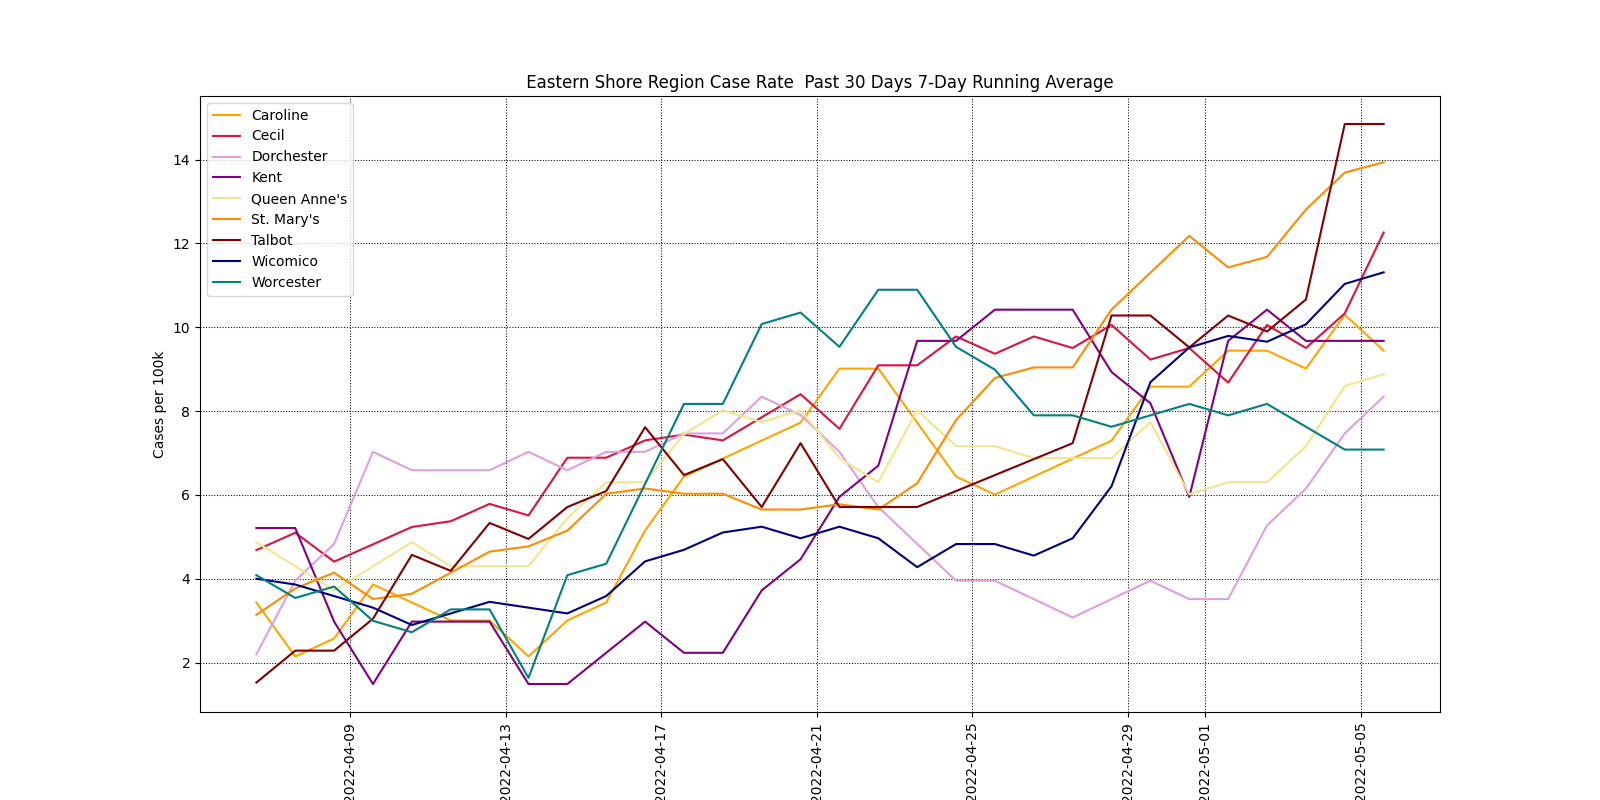 Eastern Shore Region Case Rate  Past 30 Days 7-Day Running Average
Caroline
Cecil
Dorchester
Kent
Queen Anne's
St. Mary's
Talbot
Wicomico
Worcester
Cases per 100k
14
12
10
8
6
4
2
2022-04-09
2022-04-13
2022-04-17
2022-04-21
2022-04-25
2022-04-29
2022-05-01
2022-05-05